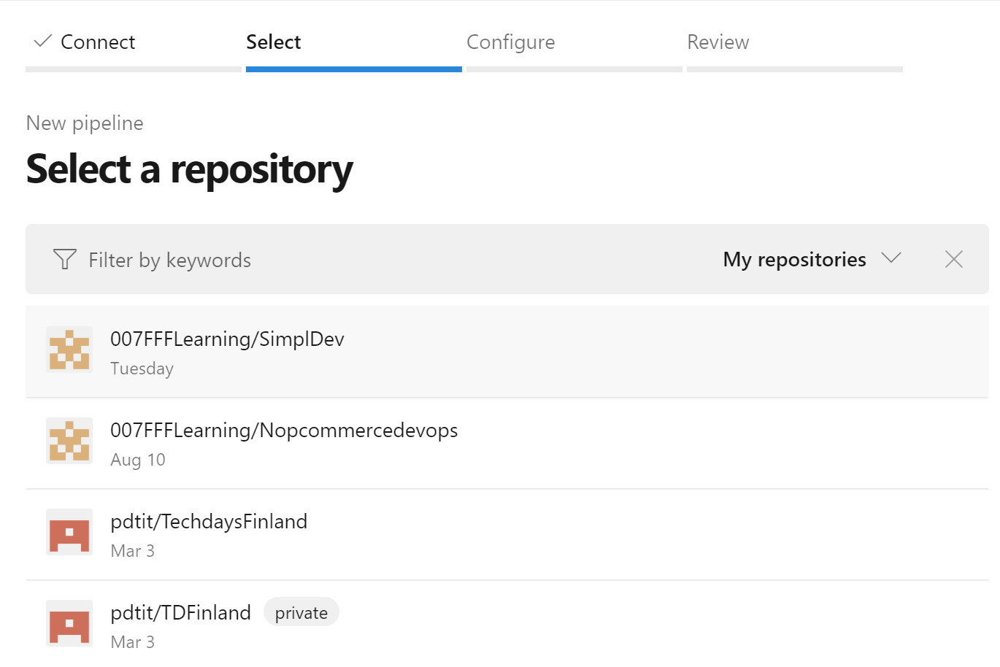 Connect Select Configure Review
New pipeline
Select a repository
Filter by keywords My repositories
007FFFLearning/SimplDev
Tuesday
007FFFLearning/Nopcommercedevops
Aug 10
pdtit/TechdaysFinland
Mar 3
pdtit/TDFinland private
Mar 3